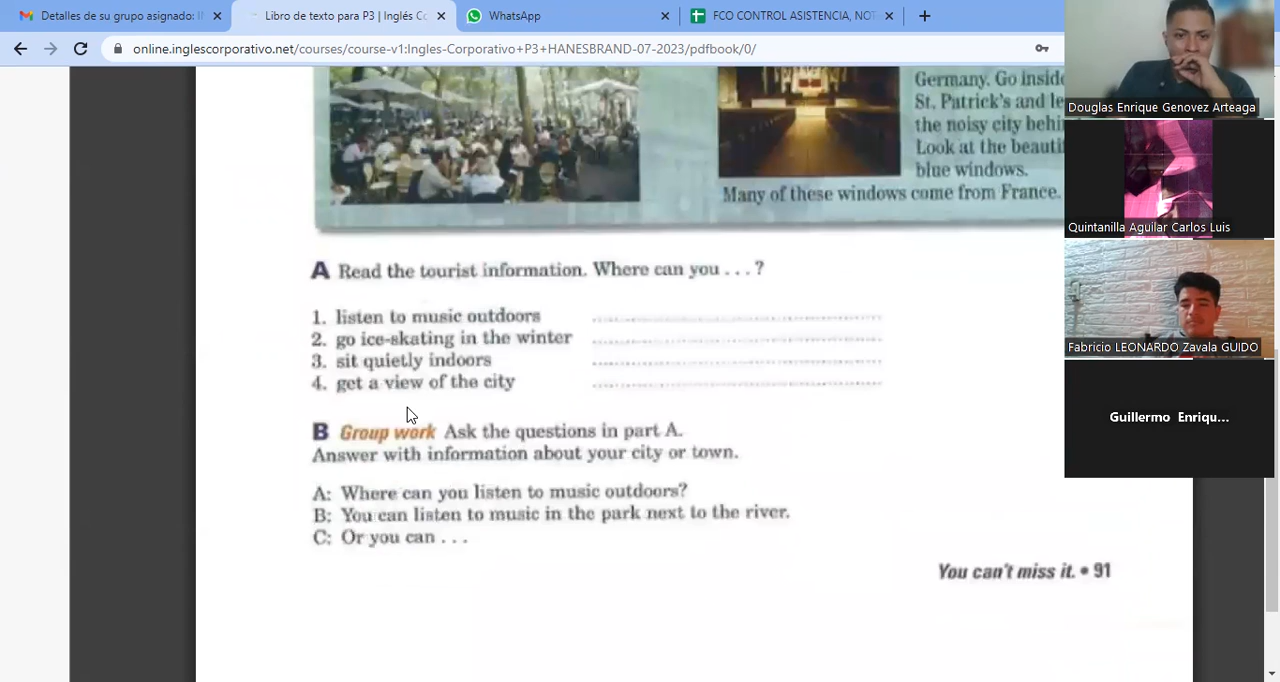 Detalles de su grupo asignado: I
Libro de texto para P3 | Inglés Co
WhatsApp
FCO CONTROL ASISTENCIA, NOT
online.inglescorporativo.net/courses/course-v1:Ingles-Corporativo+P3+HANESBRAND-07-2023/pdfbook/0/
Germany. Go insid
St. Patrick's and le
the noisy city behi
Look at the beauti
blue windows.
Many of these windows come from France.
A Read the tourist information. Where can you . . . ?
1. listen to music outdoors
2. go ice-skating in the winter
3. sit quietly indoors
4. get a view of the city
B Group work Ask the questions in part A.
Answer with information about your city or town.
A: Where can you listen to music outdoors?
B: You can listen to music in the park next to the river.
C: Or you can . . .
You can't miss it. • 91
Douglas Enrique Genovez Arteaga
Quintanilla Aguilar Carlos Luis
Fabricio LEONARDO Zavala GUIDO
Guillermo Enriqu...